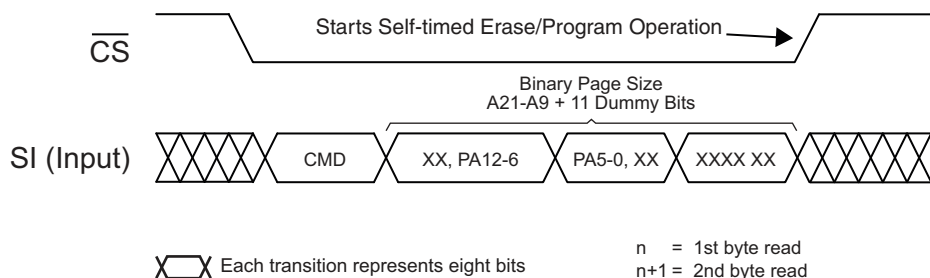 Starts Self-timed Erase/Program Operation
CS
Binary Page Size
A21-A9 + 11 Dummy Bits
SI (Input)
CMD
XX, PA12-6
PA5-0, XX
XXXX XX
Each transition represents eight bits
n = 1st byte read
n+1 = 2nd byte read